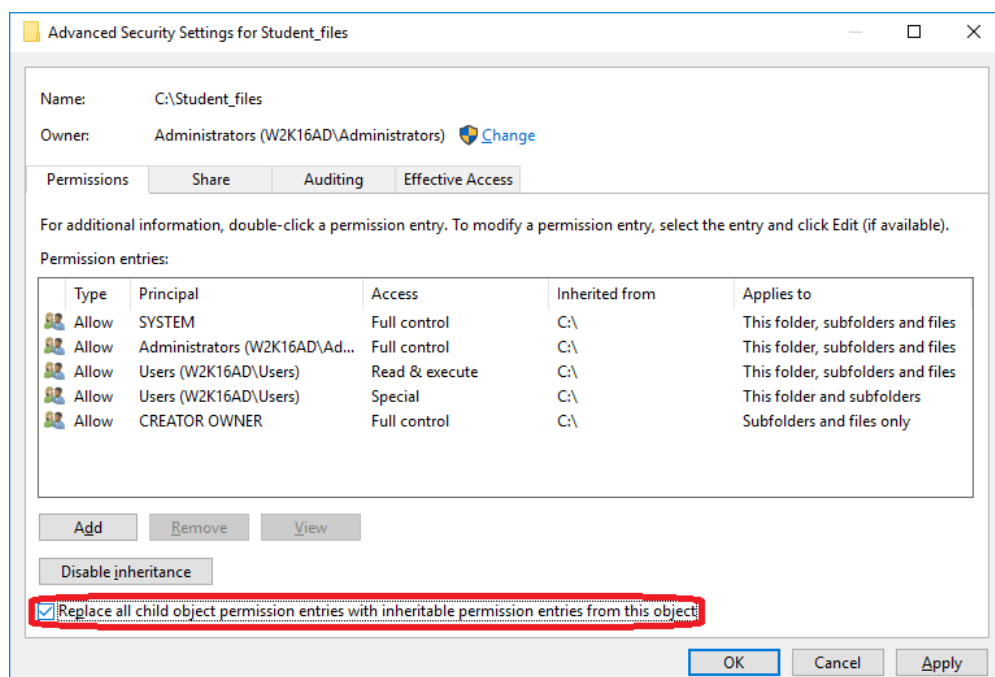 Advanced Security Settings for Student_files
Name: C:\Student_files
Owner: Administrators (W2K16AD\Administrators) Change
Permissions Share Auditing Effective Access
For additional information, double-click a permission entry. To modify a permission entry, select the entry and click Edit (if available).
Permission entries:
Type Principal Access Inherited from Applies to
Allow SYSTEM Full control C:\ This folder, subfolders and files
Allow Administrators (W2K16AD\Ad... Full control C:\ This folder, subfolders and files
Allow Users (W2K16AD\Users) Read & execute C:\ This folder, subfolders and files
Allow Users (W2K16AD\Users) Special C:\ This folder and subfolders
Allow CREATOR OWNER Full control C:\ Subfolders and files only
Add Remove View
Disable inheritance
Replace all child object permission entries with inheritable permission entries from this object
OK Cancel Apply